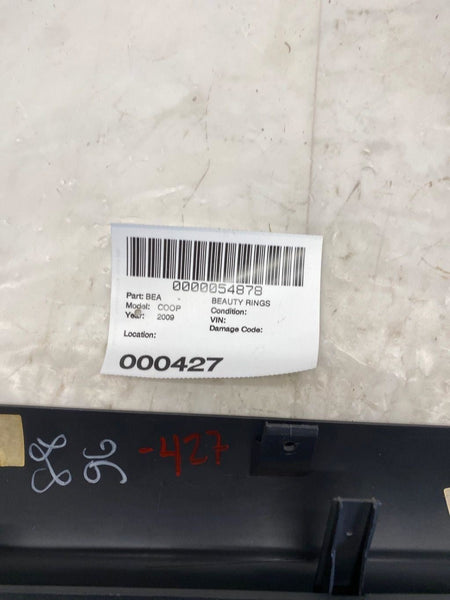 0000054878
Part: BEA BEAUTY RINGS
Model: COOP Condition:
Year: 2009 VIN:
Damage Code:
Location:
000427
-427